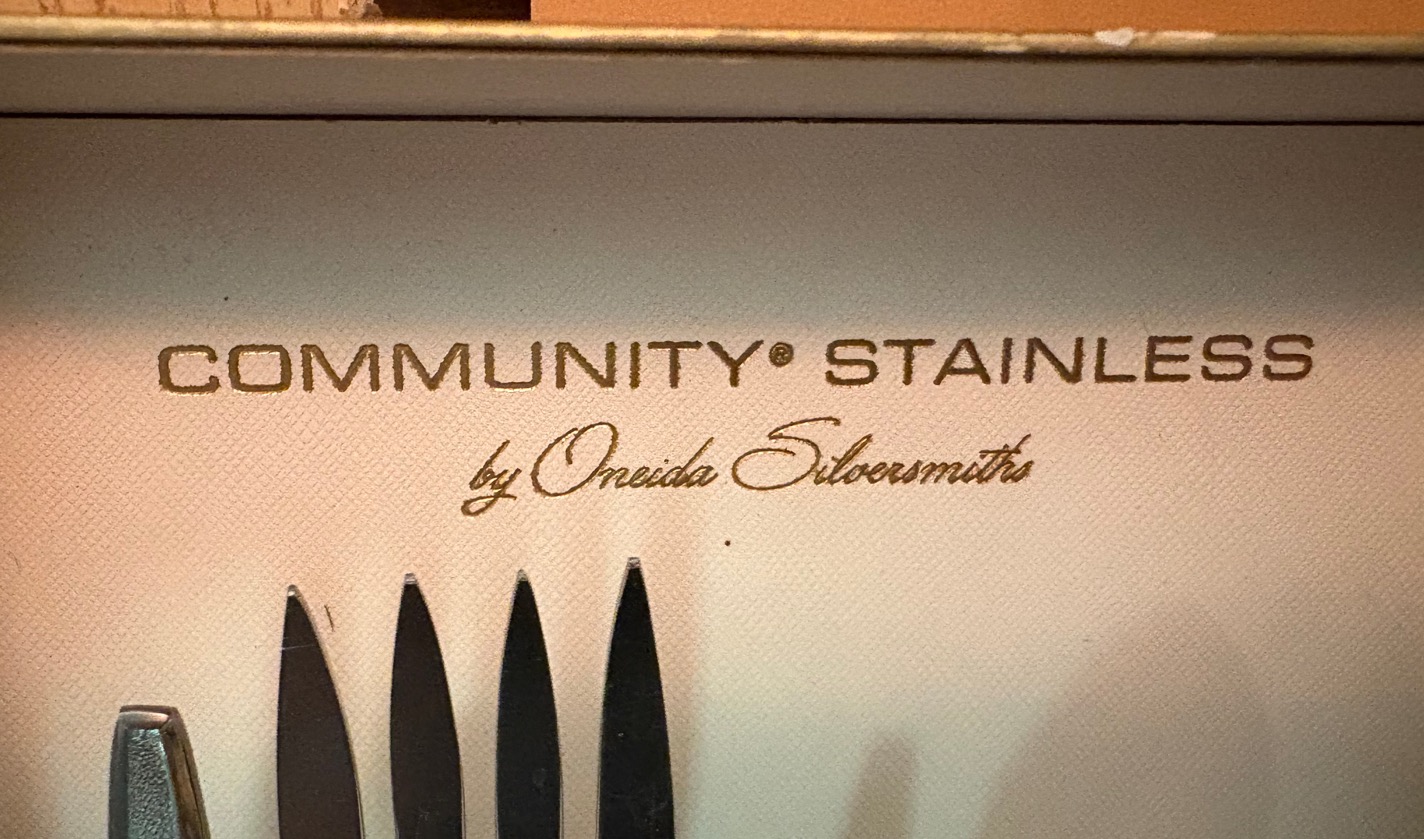 COMMUNITY® STAINLESS
by Oneida Silversmiths